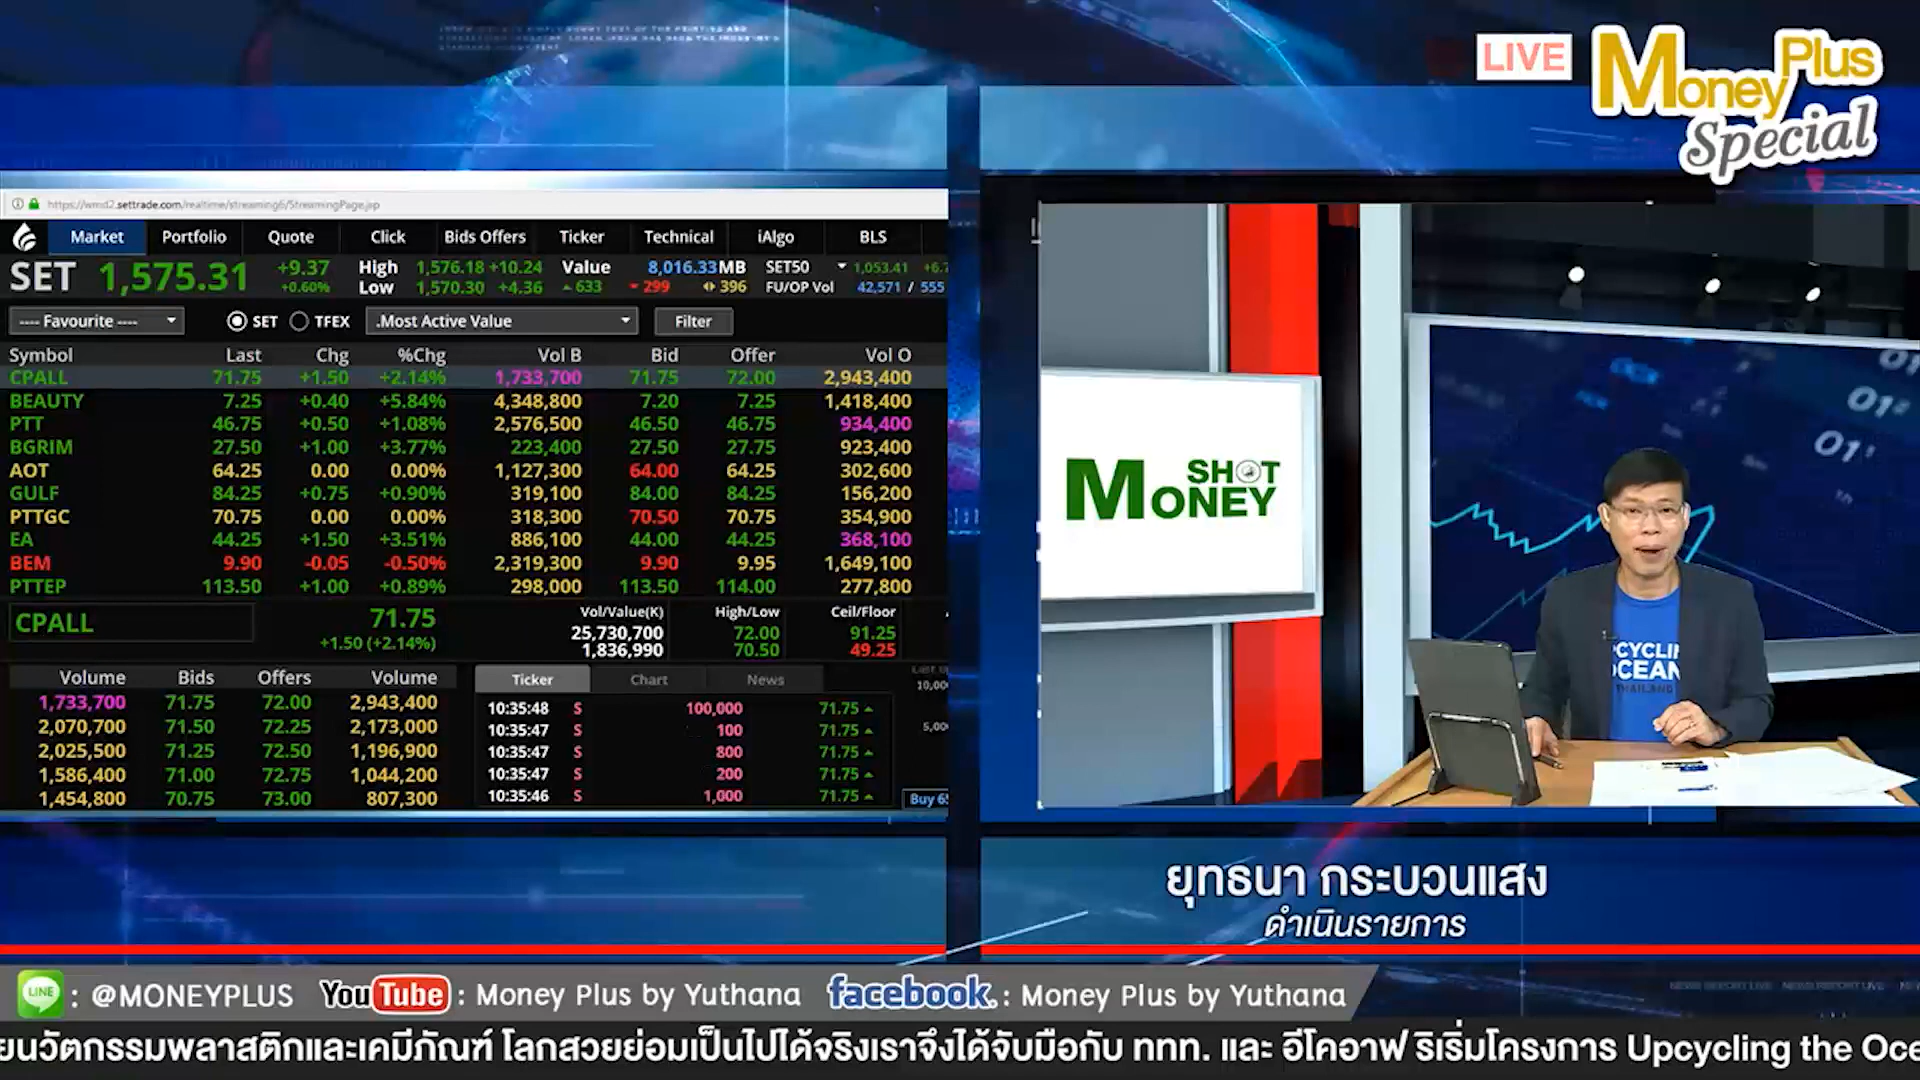 LIVE
Money Plus
Special
https://wmd2.settrade.com/realtime/streaming6/StreamingPage.jsp
Market Portfolio Quote Click Bids Offers Ticker Technical iAlgo BLS
SET 1,575.31 +9.37 High 1,576.18 +10.24 Value 8,016.33MB SET50 1,053.41
+0.60% Low 1,570.30 +4.36 633 299 396 FU/OP Vol 42,571 / 555
---- Favourite ---- SET TFEX .Most Active Value Filter
Symbol Last Chg %Chg Vol B Bid Offer Vol O
CPALL 71.75 +1.50 +2.14% 1,733,700 71.75 72.00 2,943,400
BEAUTY 7.25 +0.40 +5.84% 4,348,800 7.20 7.25 1,418,400
PTT 46.75 +0.50 +1.08% 2,576,500 46.50 46.75 934,400
BGRIM 27.50 +1.00 +3.77% 223,400 27.50 27.75 923,400
AOT 64.25 0.00 0.00% 1,127,300 64.00 64.25 302,600
GULF 84.25 +0.75 +0.90% 319,100 84.00 84.25 156,200
PTTGC 70.75 0.00 0.00% 318,300 70.50 70.75 354,900
EA 44.25 +1.50 +3.51% 886,100 44.00 44.25 368,100
BEM 9.90 -0.05 -0.50% 2,319,300 9.90 9.95 1,649,100
PTTEP 113.50 +1.00 +0.89% 298,000 113.50 114.00 277,800
CPALL 71.75 Vol/Value(K) High/Low Ceil/Floor
+1.50 (+2.14%) 25,730,700 72.00 91.25
1,836,990 70.50 49.25
Volume Bids Offers Volume Ticker Chart News
1,733,700 71.75 72.00 2,943,400
2,070,700 71.50 72.25 2,173,000
2,025,500 71.25 72.50 1,196,900
1,586,400 71.00 72.75 1,044,200
1,454,800 70.75 73.00 807,300
10:35:48 S 100,000 71.75
10:35:47 S 100 71.75
10:35:47 S 800 71.75
10:35:47 S 200 71.75
10:35:46 S 1,000 71.75
Buy
MONEY SHOT
PCYCLIN
OCEAN
THAILAND
ยุทธนา กระบวนแสง
ดำเนินรายการ
LINE : @MONEYPLUS YouTube : Money Plus by Yuthana facebook. : Money Plus by Yuthana
ยนวัตกรรมพลาสติกและเคมีภัณฑ์ โลกสวยย่อมเป็นไปได้จริงเราจึงได้จับมือกับ ททท. และ อีโคอาฟ ริเริ่มโครงการ Upcycling the Oce